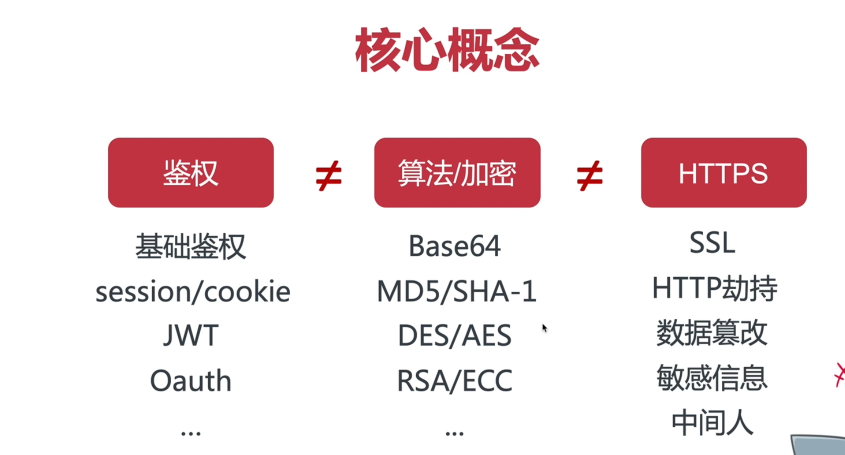 核心概念
鉴权 ≠ 算法/加密 ≠ HTTPS
基础鉴权 Base64 SSL
session/cookie MD5/SHA-1 HTTP劫持
JWT DES/AES 数据篡改
Oauth RSA/ECC 敏感信息
... ... 中间人